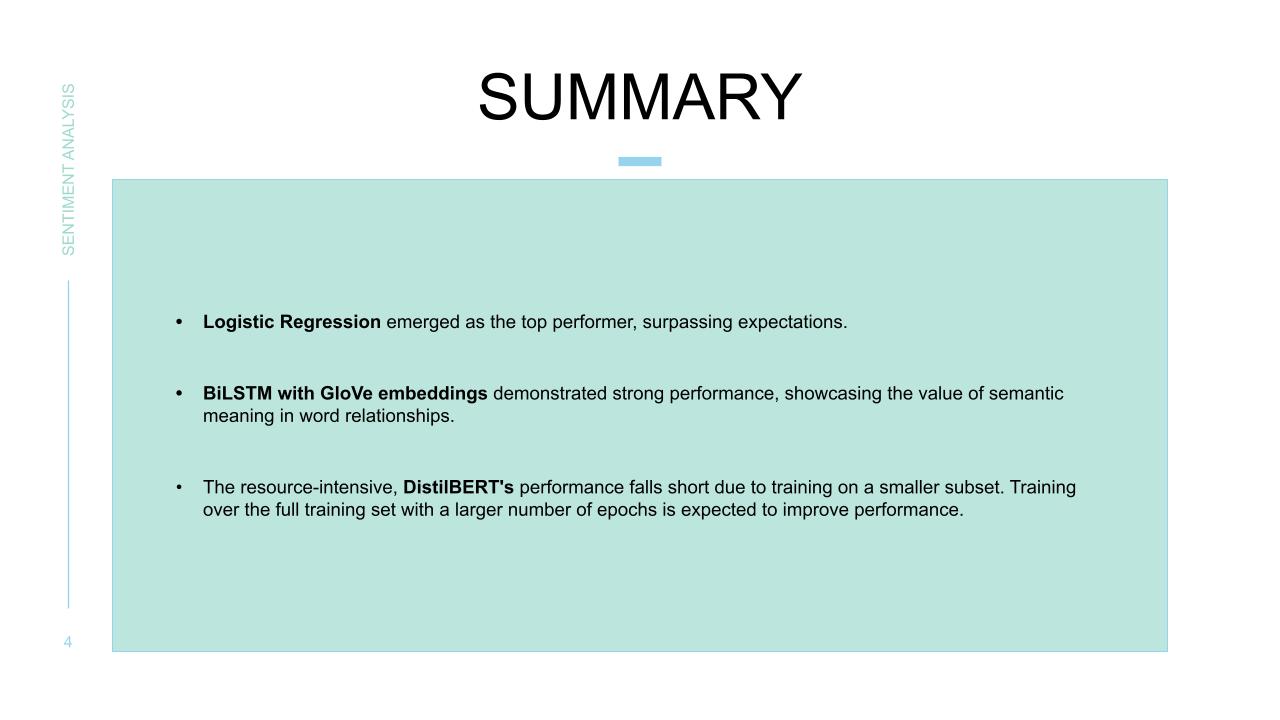 SENTIMENT ANALYSIS
SUMMARY
• Logistic Regression emerged as the top performer, surpassing expectations.
• BiLSTM with GloVe embeddings demonstrated strong performance, showcasing the value of semantic
meaning in word relationships.
• The resource-intensive, DistilBERT's performance falls short due to training on a smaller subset. Training
over the full training set with a larger number of epochs is expected to improve performance.
4